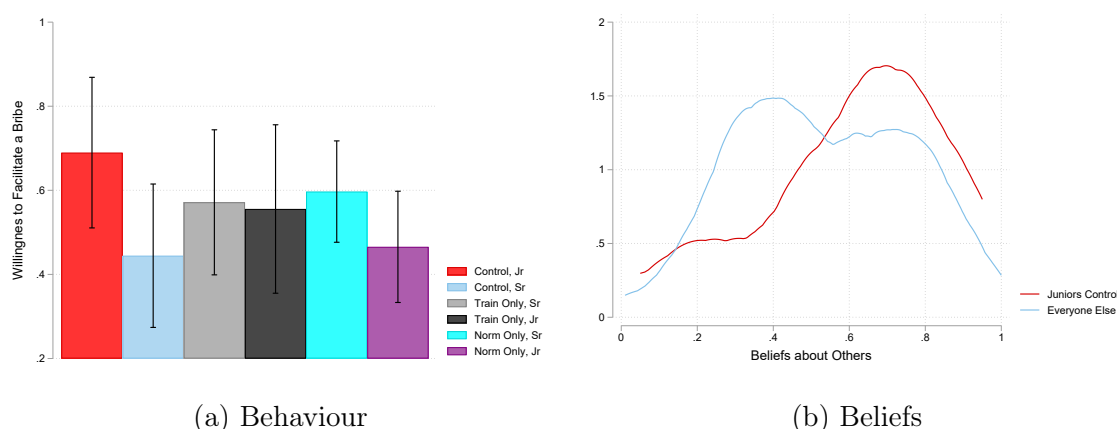 1
.8
.6
.4
.2
Willingnes to Facilitate a Bribe
Control, Jr
Control, Sr
Train Only, Sr
Train Only, Jr
Norm Only, Sr
Norm Only, Jr
(a) Behaviour
2
1.5
1
.5
0
0 .2 .4 .6 .8 1
Beliefs about Others
Juniors Control
Everyone Else
(b) Beliefs